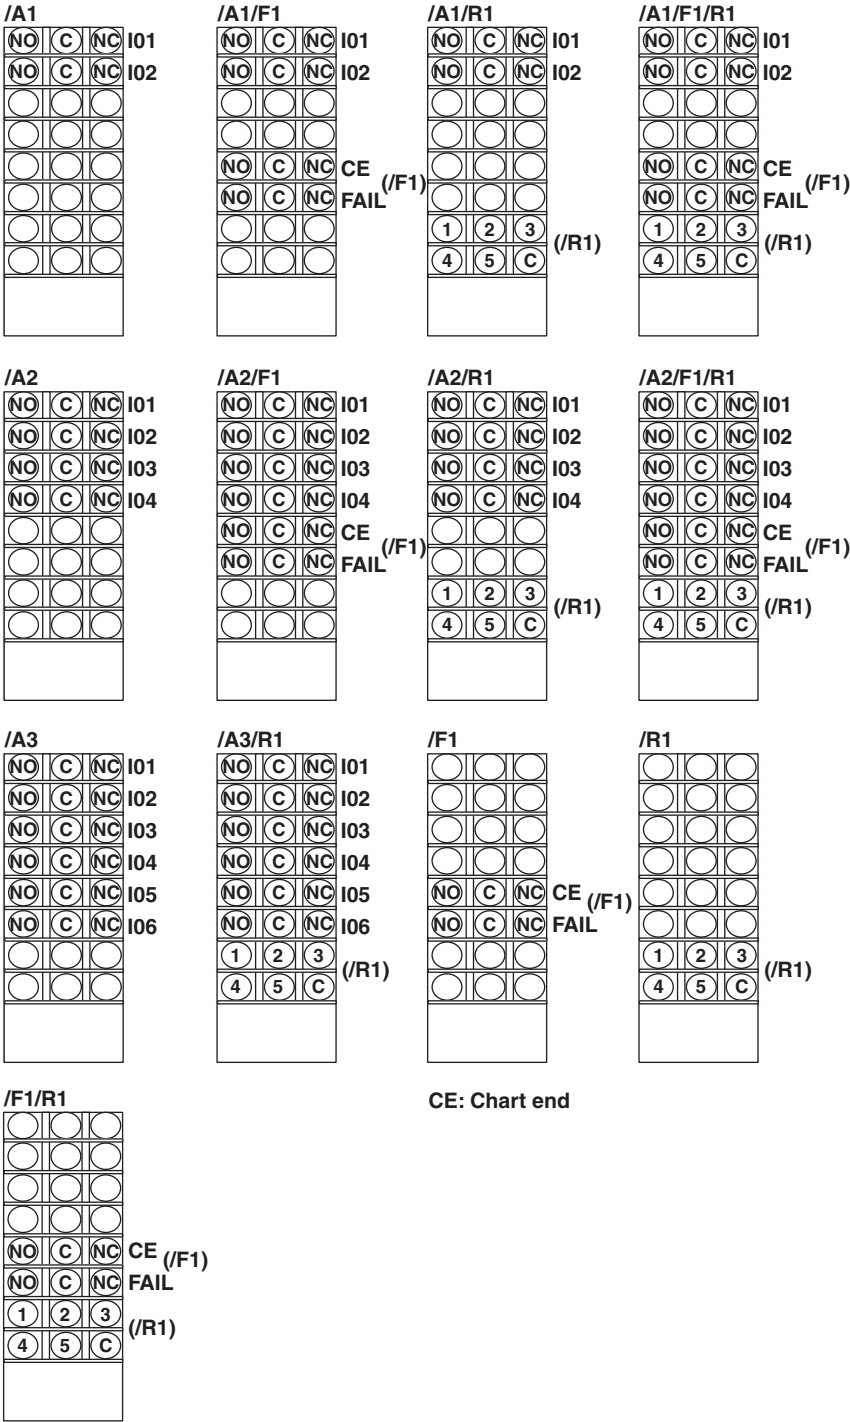 /A1
NO C NC I01
NO C NC I02
/A1/F1
NO C NC I01
NO C NC I02
NO C NC CE
NO C NC FAIL
(/F1)
/A1/R1
NO C NC I01
NO C NC I02
1 2 3
4 5 C
(/R1)
/A1/F1/R1
NO C NC I01
NO C NC I02
NO C NC CE
NO C NC FAIL
(/F1)
1 2 3
4 5 C
(/R1)
/A2
NO C NC I01
NO C NC I02
NO C NC I03
NO C NC I04
/A2/F1
NO C NC I01
NO C NC I02
NO C NC I03
NO C NC I04
NO C NC CE
NO C NC FAIL
(/F1)
/A2/R1
NO C NC I01
NO C NC I02
NO C NC I03
NO C NC I04
1 2 3
4 5 C
(/R1)
/A2/F1/R1
NO C NC I01
NO C NC I02
NO C NC I03
NO C NC I04
NO C NC CE
NO C NC FAIL
(/F1)
1 2 3
4 5 C
(/R1)
/A3
NO C NC I01
NO C NC I02
NO C NC I03
NO C NC I04
NO C NC I05
NO C NC I06
/A3/R1
NO C NC I01
NO C NC I02
NO C NC I03
NO C NC I04
NO C NC I05
NO C NC I06
1 2 3
4 5 C
(/R1)
/F1
NO C NC CE
NO C NC FAIL
(/F1)
/R1
1 2 3
4 5 C
(/R1)
/F1/R1
NO C NC CE
NO C NC FAIL
(/F1)
1 2 3
4 5 C
(/R1)
CE: Chart end